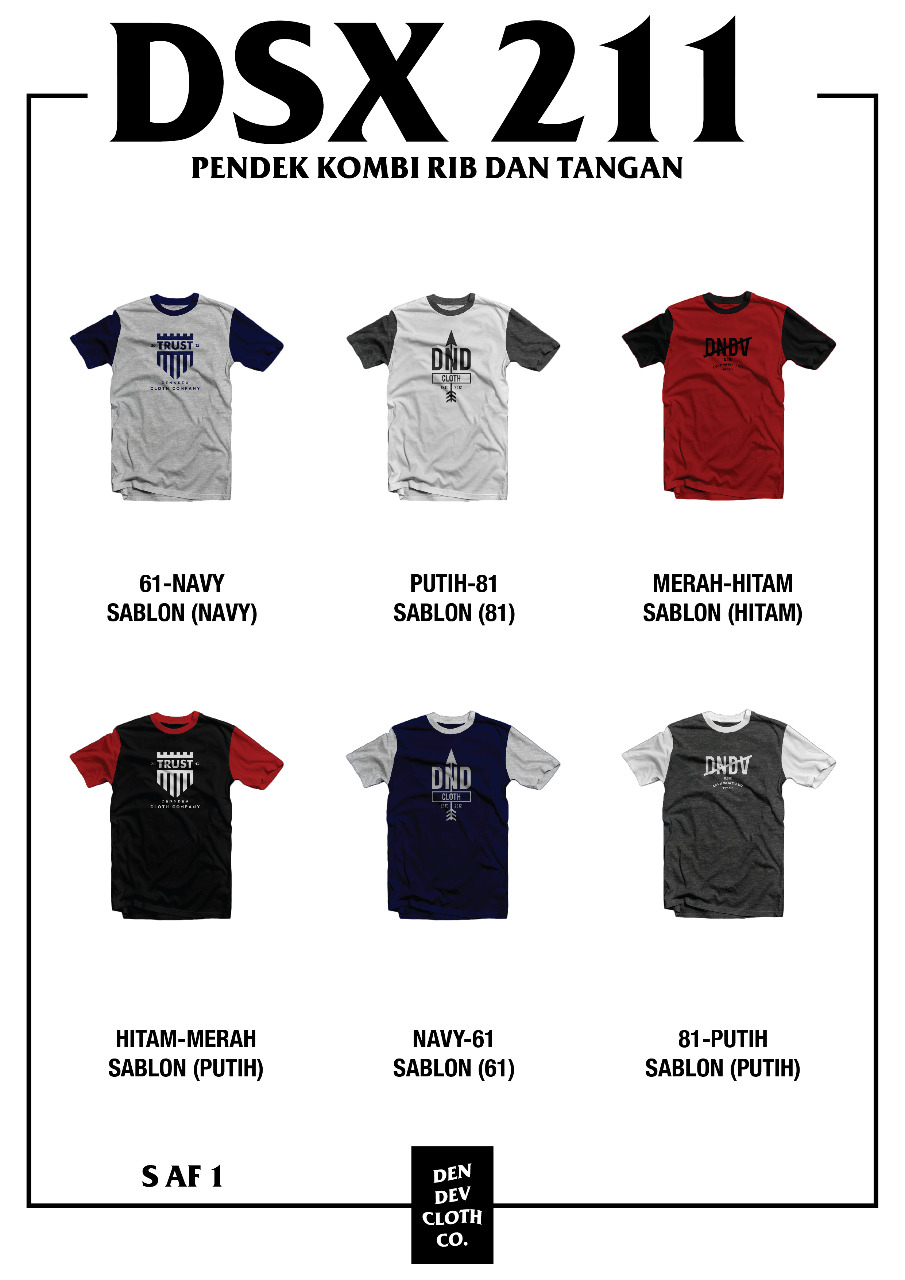 DSX 211
PENDEK KOMBI RIB DAN TANGAN
TRUST
CLOTH COMPANY
DND
CLOTH
DNDV
61-NAVY
SABLON (NAVY)
PUTIH-81
SABLON (81)
MERAH-HITAM
SABLON (HITAM)
TRUST
CLOTH COMPANY
DND
CLOTH
DNDV
HITAM-MERAH
SABLON (PUTIH)
NAVY-61
SABLON (61)
81-PUTIH
SABLON (PUTIH)
S AF 1
DEN
DEV
CLOTH
CO.